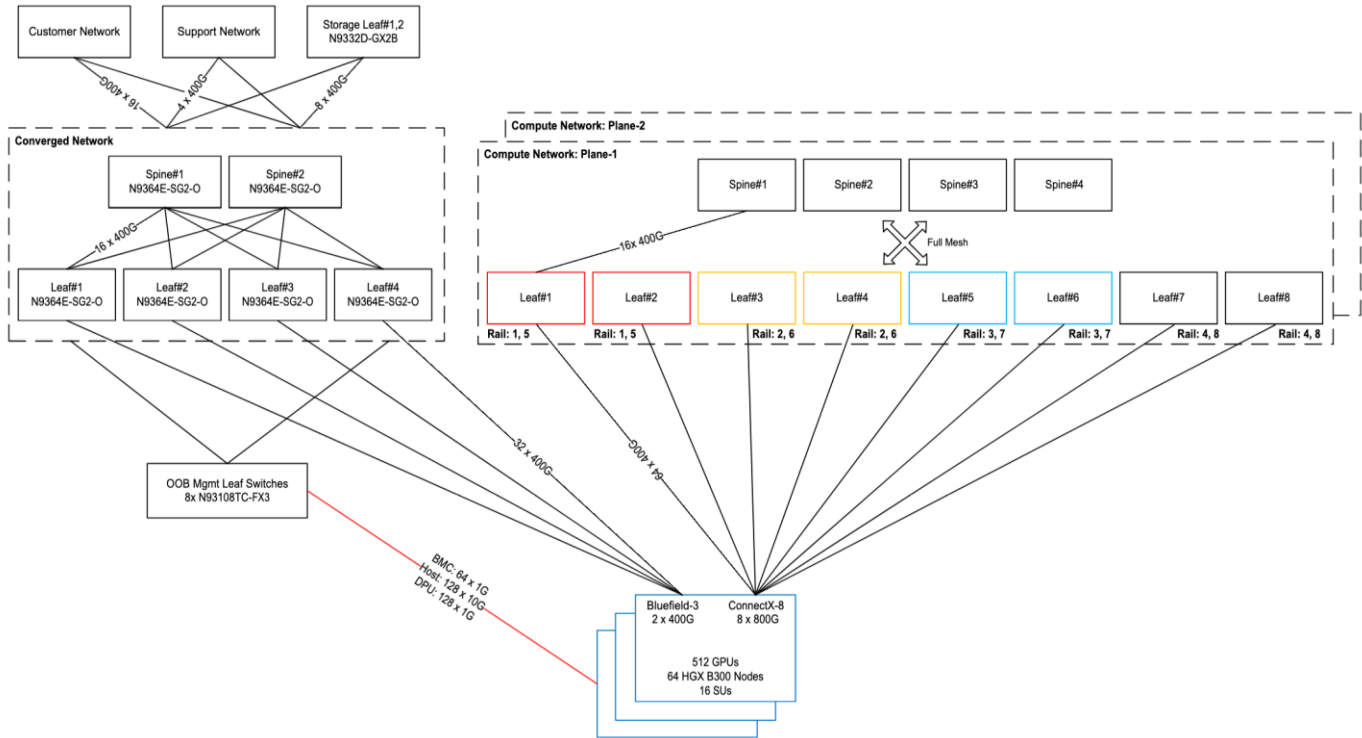 Customer Network
Support Network
Storage Leaf#1,2
N9332D-GX2B
16 x 400G
4 x 400G
8 x 400G
Converged Network
Spine#1
N9364E-SG2-O
Spine#2
N9364E-SG2-O
16 x 400G
Leaf#1
N9364E-SG2-O
Leaf#2
N9364E-SG2-O
Leaf#3
N9364E-SG2-O
Leaf#4
N9364E-SG2-O
Compute Network: Plane-2
Compute Network: Plane-1
Spine#1
Spine#2
Spine#3
Spine#4
16x 400G
Full Mesh
Leaf#1
Leaf#2
Leaf#3
Leaf#4
Leaf#5
Leaf#6
Leaf#7
Leaf#8
Rail: 1, 5
Rail: 1, 5
Rail: 2, 6
Rail: 2, 6
Rail: 3, 7
Rail: 3, 7
Rail: 4, 8
Rail: 4, 8
32 x 400G
64 x 400G
OOB Mgmt Leaf Switches
8x N93108TC-FX3
BMC: 64 x 1G
Host: 128 x 10G
DPU: 128 x 1G
Bluefield-3
2 x 400G
ConnectX-8
8 x 800G
512 GPUs
64 HGX B300 Nodes
16 SUs